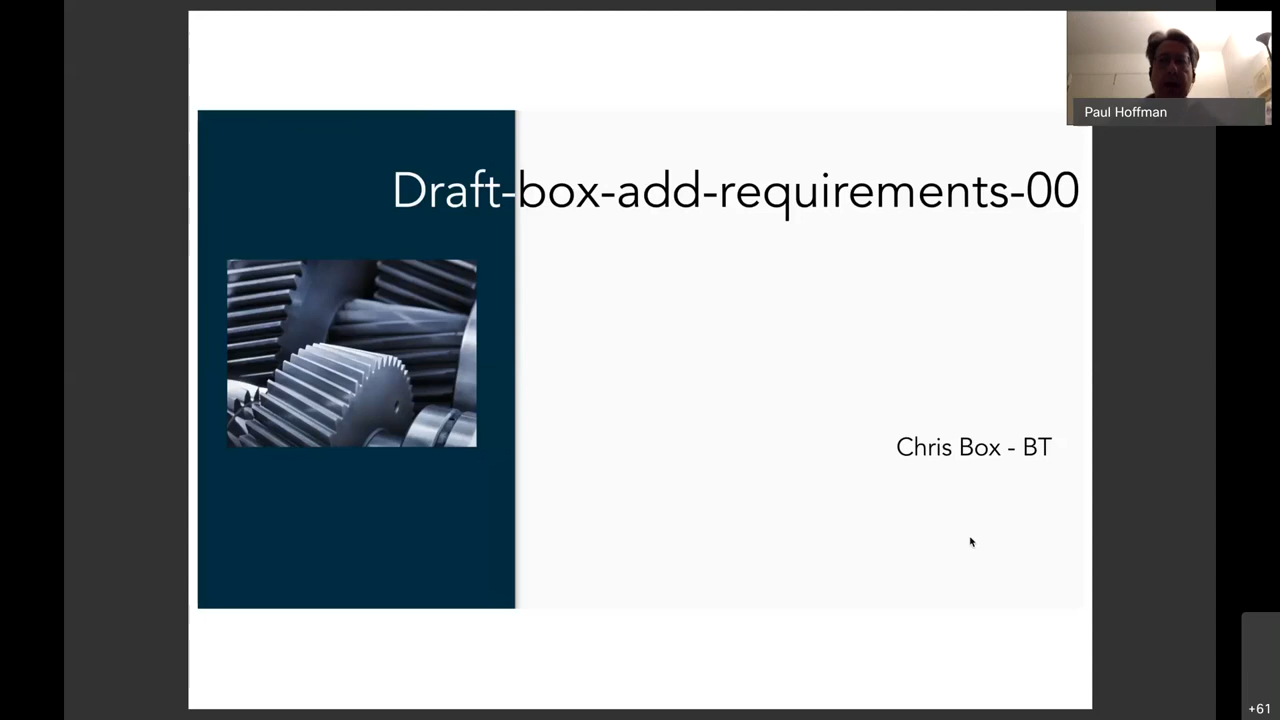 Paul Hoffman
Draft-box-add-requirements-00
Chris Box - BT
+61